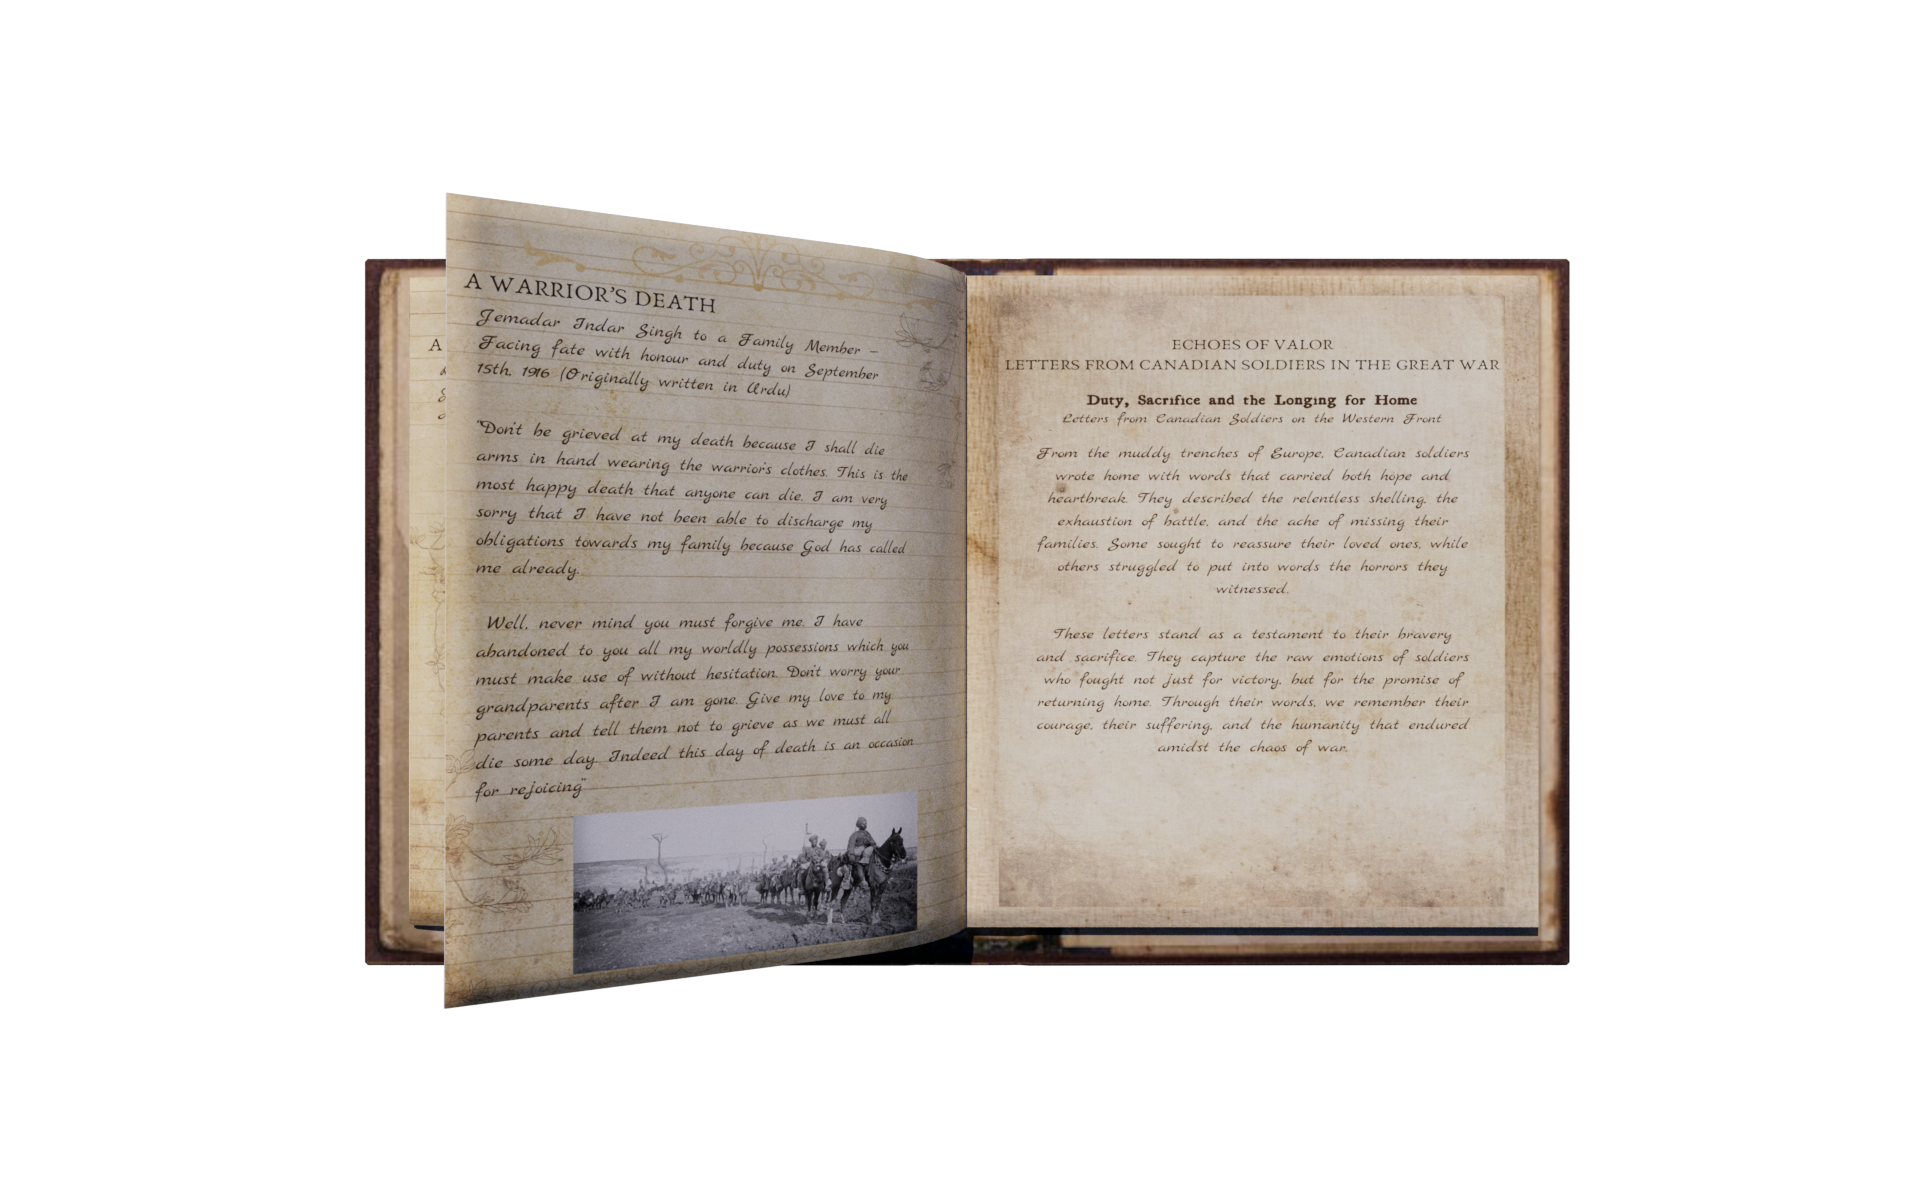 A WARRIOR'S DEATH
Jemadar Indar Singh to a Family Member –
Facing fate with honour and duty on September
15th, 1916 (Originally written in Urdu)
"Don't be grieved at my death because I shall die
arms in hand wearing the warrior's clothes. This is the
most happy death that anyone can die. I am very
sorry that I have not been able to discharge my
obligations towards my family because God has called
me already.
Well, never mind you must forgive me. I have
abandoned to you all my worldly possessions which you
must make use of without hesitation. Don't worry your
grandparents after I am gone. Give my love to my
parents and tell them not to grieve as we must all
die some day. Indeed this day of death is an occasion
for rejoicing"
ECHOES OF VALOR
LETTERS FROM CANADIAN SOLDIERS IN THE GREAT WAR
Duty, Sacrifice and the Longing for Home
Letters from Canadian Soldiers on the Western Front
From the muddy trenches of Europe, Canadian soldiers
wrote home with words that carried both hope and
heartbreak. They described the relentless shelling, the
exhaustion of battle, and the ache of missing their
families. Some sought to reassure their loved ones, while
others struggled to put into words the horrors they
witnessed.
These letters stand as a testament to their bravery
and sacrifice. They capture the raw emotions of soldiers
who fought not just for victory, but for the promise of
returning home. Through their words, we remember their
courage, their suffering, and the humanity that endured
amidst the chaos of war.